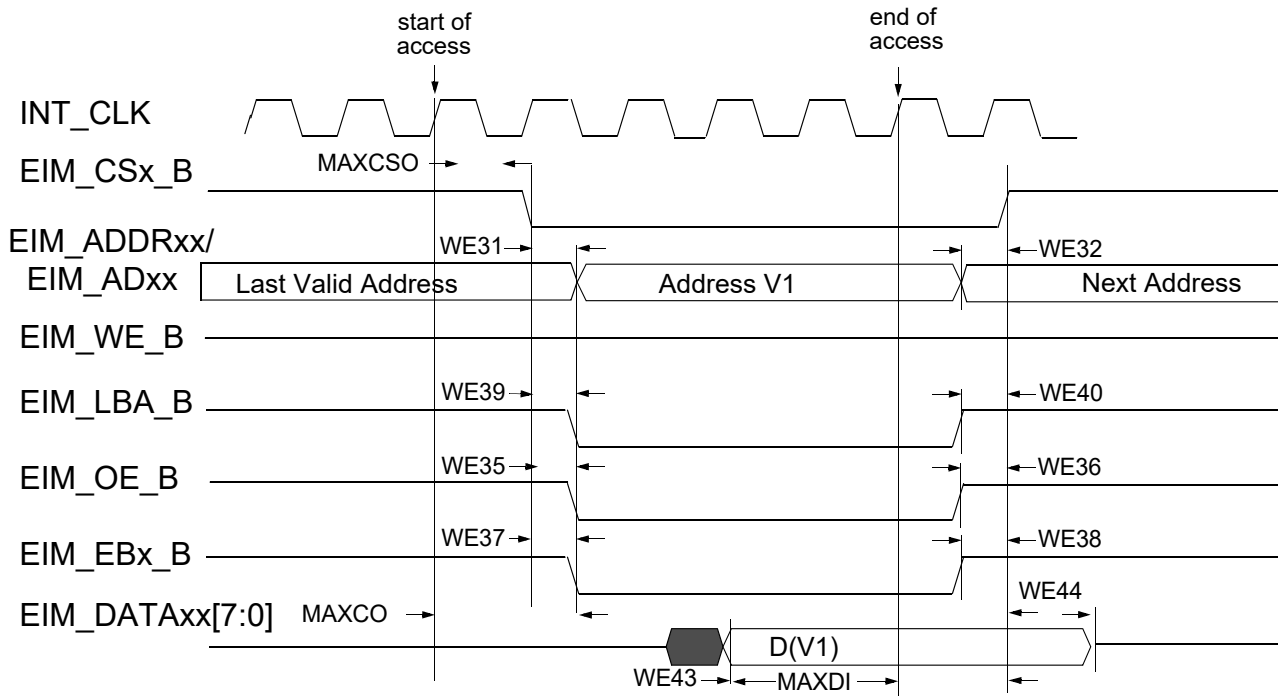 start of
access
end of
access
INT_CLK
MAXCSO
EIM_CSx_B
EIM_ADDRxx/
WE31
WE32
EIM_ADxx
Last Valid Address
Address V1
Next Address
EIM_WE_B
WE39
WE40
EIM_LBA_B
WE35
WE36
EIM_OE_B
WE37
WE38
EIM_EBx_B
WE44
EIM_DATAxx[7:0]
MAXCO
D(V1)
WE43
MAXDI